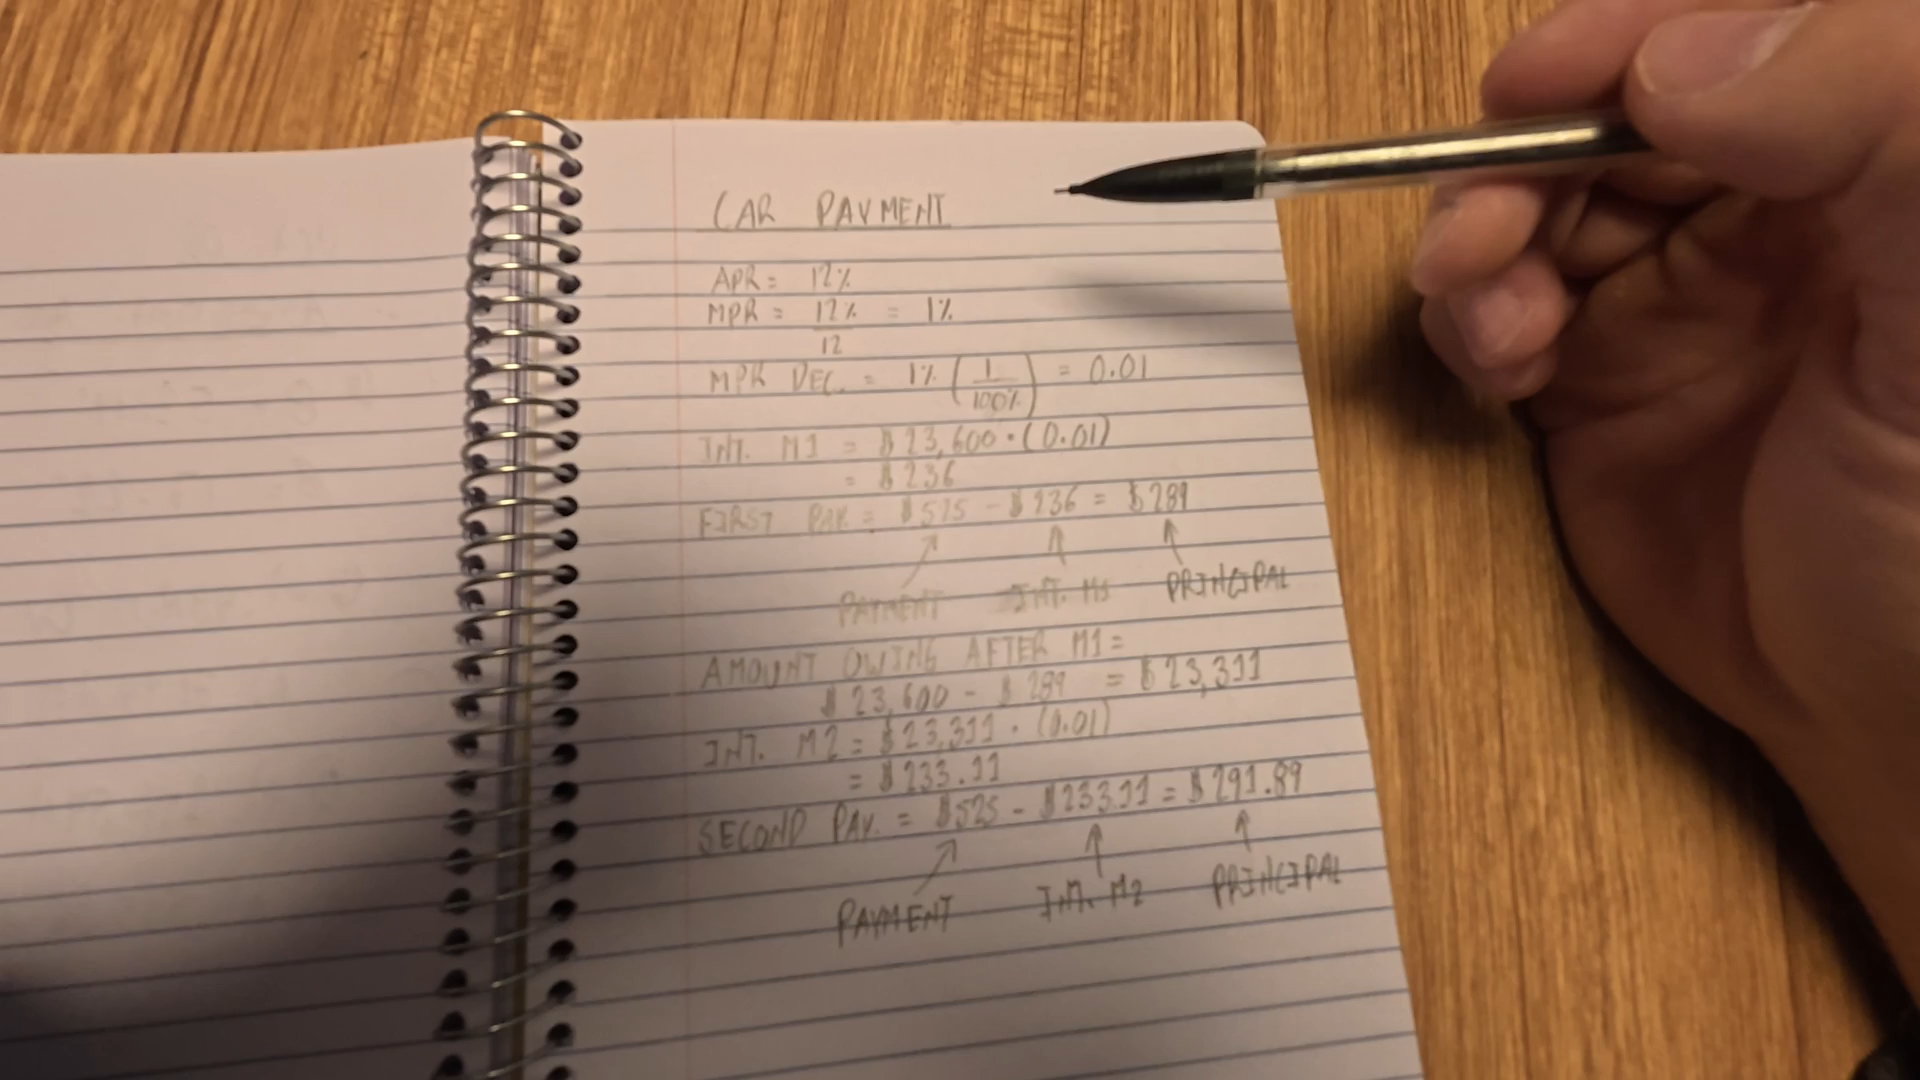 CAR PAYMENT
APR = 12%
MPR = 12% = 1%
12
MPR DEC. = 1% (1/100%) = 0.01
INT. M1 = $23,600·(0.01)
= $236
FIRST PAY. = $525 - $236 = $289
PAYMENT INT. M1 PRINCIPAL
AMOUNT OWING AFTER M1 =
$23,600 - $289 = $23,311
INT. M2 = $23,311·(0.01)
= $233.11
SECOND PAY. = $525 - $233.11 = $291.89
PAYMENT INT. M2 PRINCIPAL